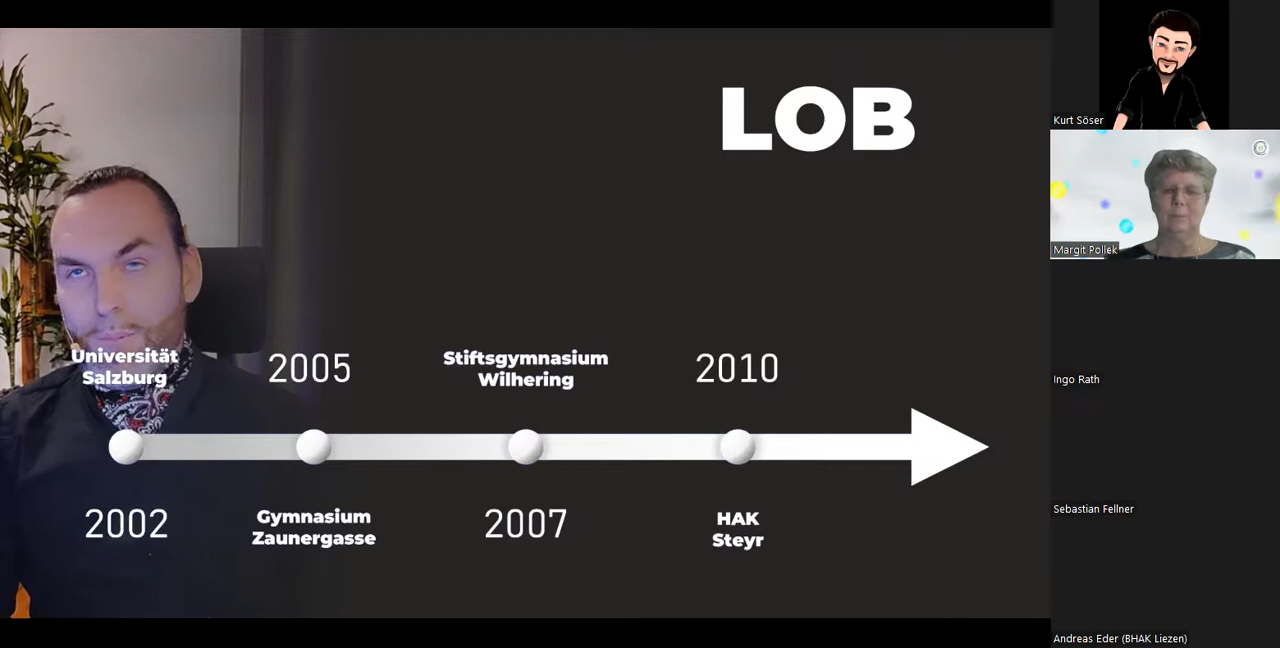 LOB
Universität
Salzburg
2005
Stiftsgymnasium
Wilhering
2010
2002
Gymnasium
Zaunergasse
2007
HAK
Steyr
Kurt Söser
Margit Pollek
Ingo Rath
Sebastian Fellner
Andreas Eder (BHAK Liezen)